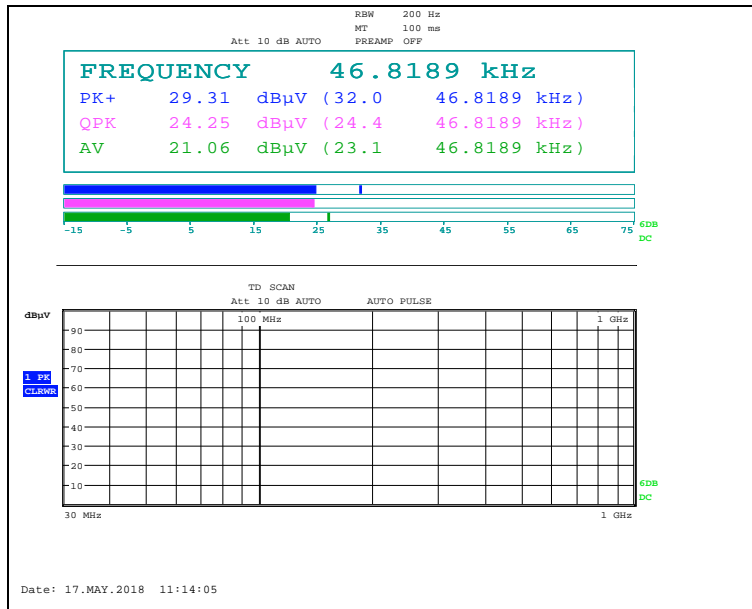 RBW 200 Hz
MT 100 ms
Att 10 dB AUTO PREAMP OFF
FREQUENCY 46.8189 kHz
PK+ 29.31 dBµV (32.0 46.8189 kHz)
QPK 24.25 dBµV (24.4 46.8189 kHz)
AV 21.06 dBµV (23.1 46.8189 kHz)
-15 -5 5 15 25 35 45 55 65 75
6DB
DC
TD SCAN
Att 10 dB AUTO AUTO PULSE
dBµV
100 MHz 1 GHz
90
80
70
1 PK
60
CLRWR
50
40
30
20
10
6DB
DC
30 MHz 1 GHz
Date: 17.MAY.2018 11:14:05